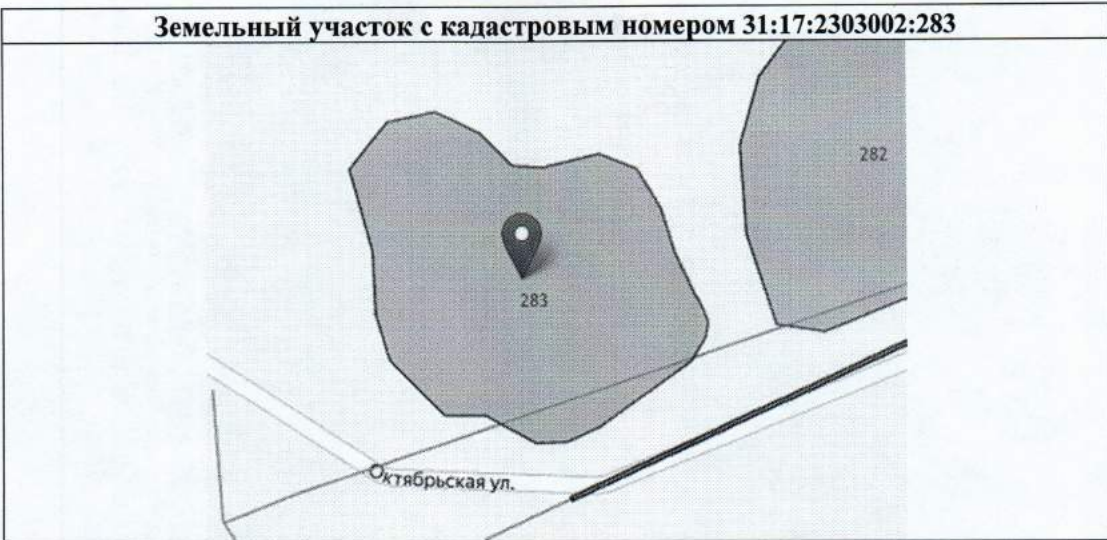 Земельный участок с кадастровым номером 31:17:2303002:283
282
283
Октябрьская ул.